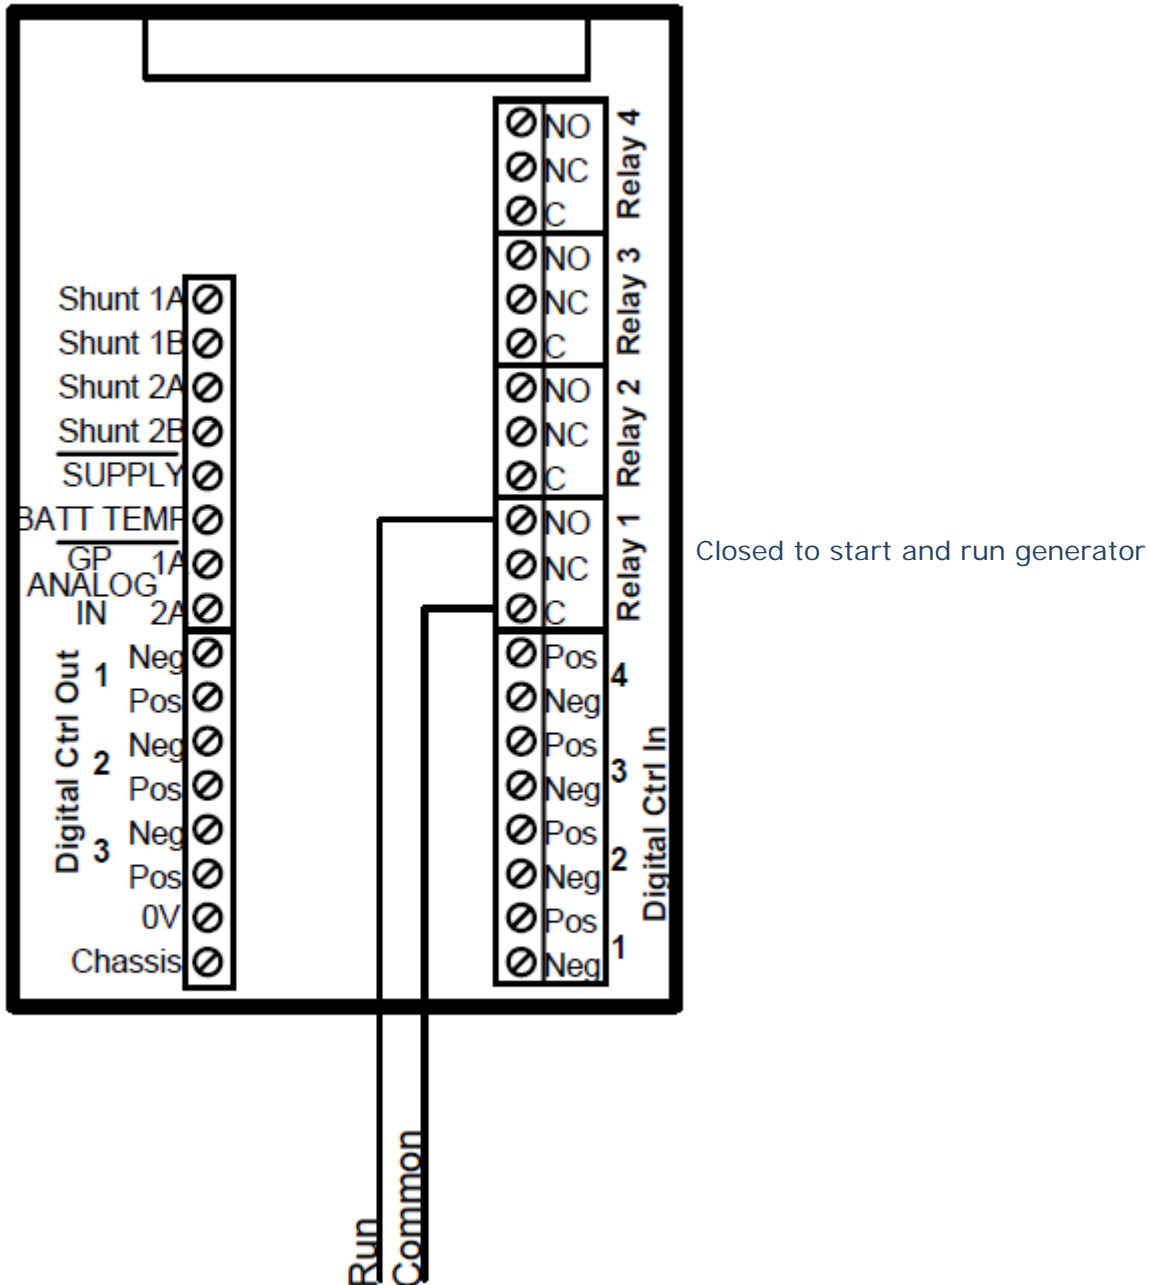 NO
NC
C
Relay 4
NO
NC
C
Relay 3
NO
NC
C
Relay 2
NO
NC
C
Relay 1
Closed to start and run generator
Pos
Neg
4
Pos
Neg
3
Pos
Neg
2
Pos
Neg
1
Digital Ctrl In
Shunt 1A
Shunt 1B
Shunt 2A
Shunt 2B
SUPPLY
BATT TEMP
GP 1A
ANALOG
IN 2A
Digital Ctrl Out
1
Neg
Pos
2
Neg
Pos
3
Neg
Pos
0V
Chassis
Run
Common